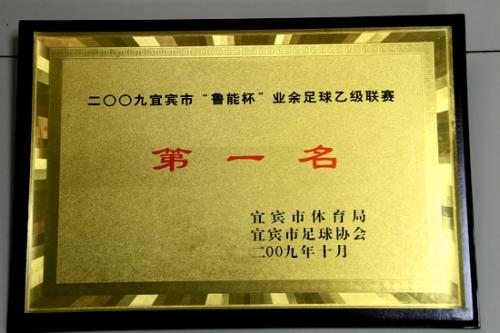 二〇〇九宜宾市“鲁能杯”业余足球乙级联赛
第一名
宜宾市体育局
宜宾市足球协会
二〇〇九年十月